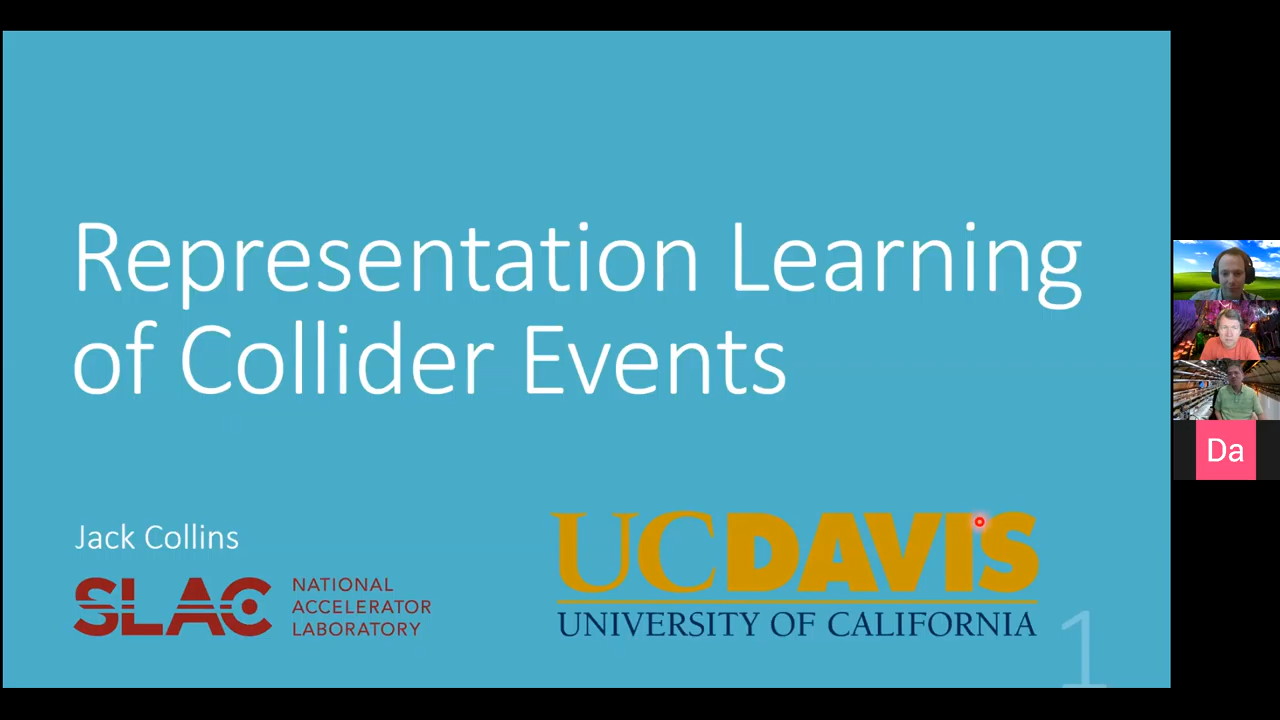 Representation Learning
of Collider Events
Jack Collins
SLAC
NATIONAL
ACCELERATOR
LABORATORY
UCDAVIS
UNIVERSITY OF CALIFORNIA
1
Da